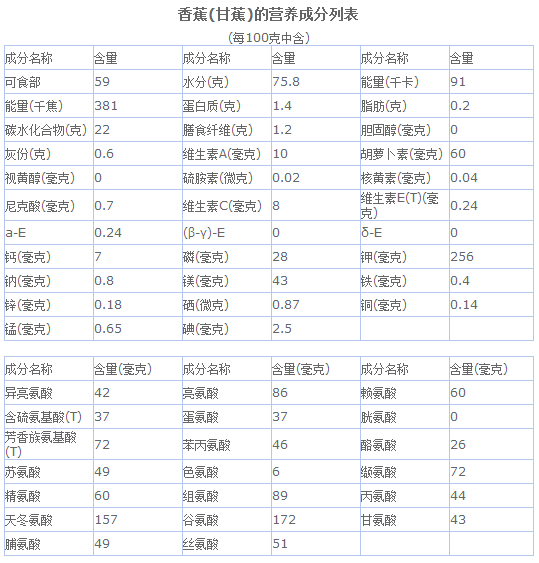 香蕉(甘蕉)的营养成分列表
(每100克中含)
成分名称 含量 成分名称 含量 成分名称 含量
可食部 59 水分(克) 75.8 能量(千卡) 91
能量(千焦) 381 蛋白质(克) 1.4 脂肪(克) 0.2
碳水化合物(克) 22 膳食纤维(克) 1.2 胆固醇(毫克) 0
灰份(克) 0.6 维生素A(毫克) 10 胡萝卜素(毫克) 60
视黄醇(毫克) 0 硫胺素(微克) 0.02 核黄素(毫克) 0.04
尼克酸(毫克) 0.7 维生素C(毫克) 8 维生素E(T)(毫克) 0.24
a-E 0.24 (β-γ)-E 0 δ-E 0
钙(毫克) 7 磷(毫克) 28 钾(毫克) 256
钠(毫克) 0.8 镁(毫克) 43 铁(毫克) 0.4
锌(毫克) 0.18 硒(微克) 0.87 铜(毫克) 0.14
锰(毫克) 0.65 碘(毫克) 2.5
成分名称 含量(毫克) 成分名称 含量(毫克) 成分名称 含量(毫克)
异亮氨酸 42 亮氨酸 86 赖氨酸 60
含硫氨基酸(T) 37 蛋氨酸 37 胱氨酸 0
芳香族氨基酸(T) 72 苯丙氨酸 46 酪氨酸 26
苏氨酸 49 色氨酸 6 缬氨酸 72
精氨酸 60 组氨酸 89 丙氨酸 44
天冬氨酸 157 谷氨酸 172 甘氨酸 43
脯氨酸 49 丝氨酸 51